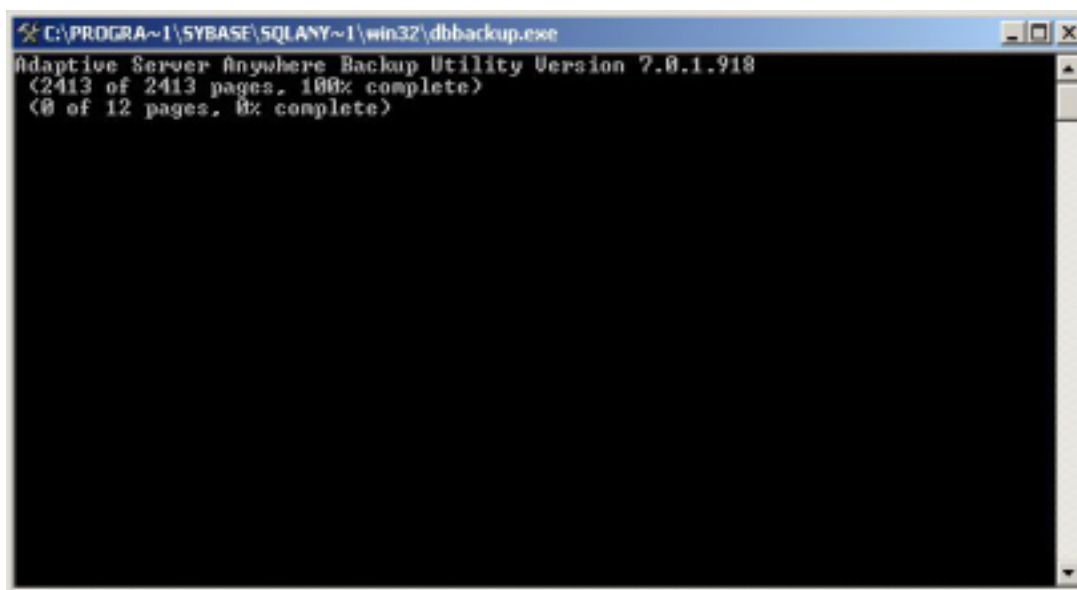 C:\PROGRA~1\SYBASE\SQLANY~1\win32\dbbackup.exe
Adaptive Server Anywhere Backup Utility Version 7.0.1.918
(2413 of 2413 pages, 100% complete)
(0 of 12 pages, 0% complete)